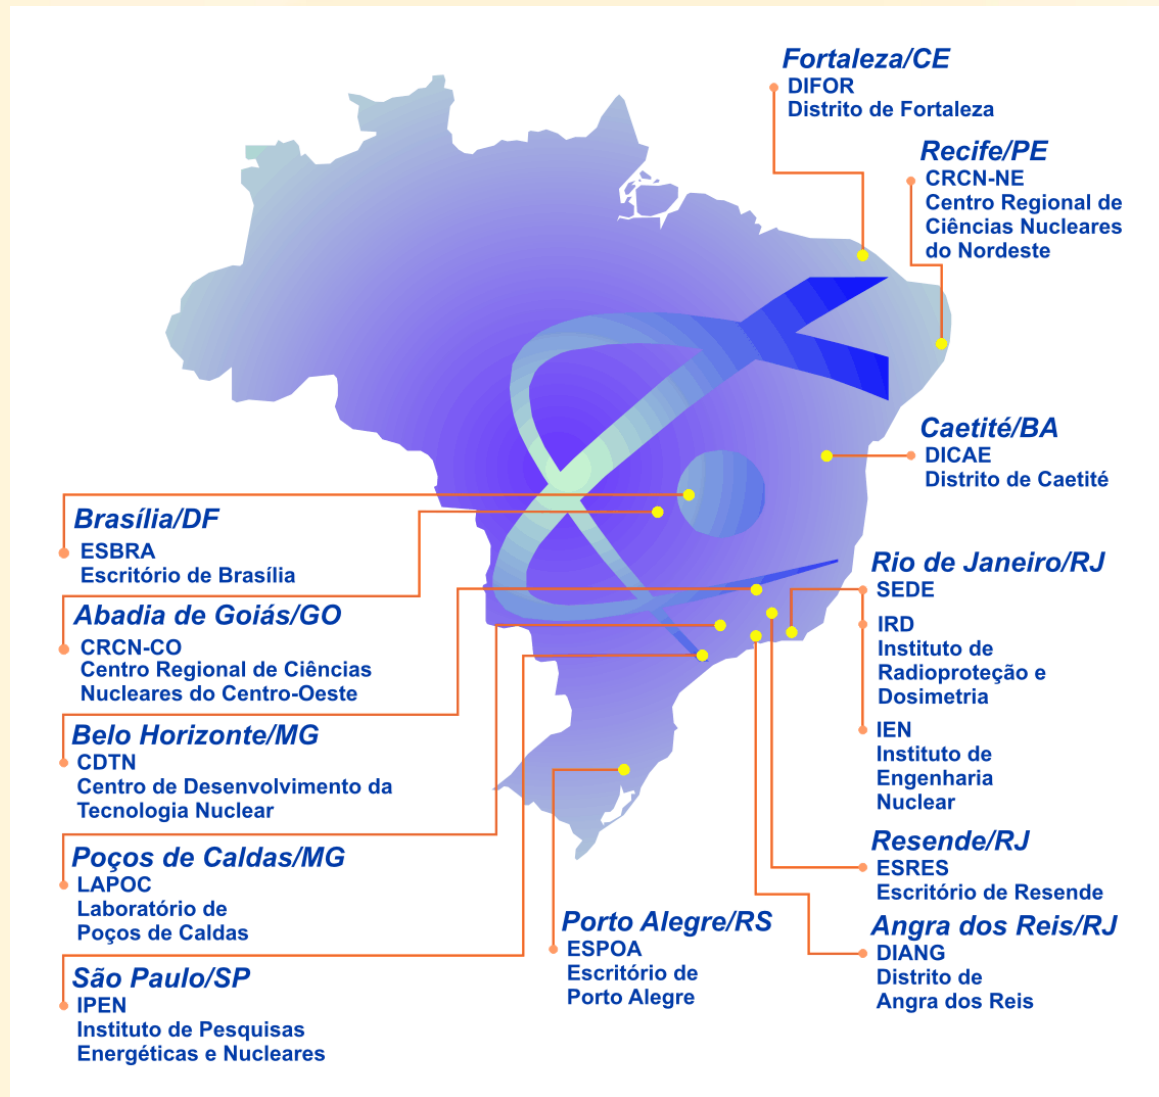 Fortaleza/CE
DIFOR
Distrito de Fortaleza
Recife/PE
CRCN-NE
Centro Regional de
Ciências Nucleares
do Nordeste
Caetité/BA
DICAE
Distrito de Caetité
Brasília/DF
ESBRA
Escritório de Brasília
Abadia de Goiás/GO
CRCN-CO
Centro Regional de Ciências
Nucleares do Centro-Oeste
Belo Horizonte/MG
CDTN
Centro de Desenvolvimento da
Tecnologia Nuclear
Poços de Caldas/MG
LAPOC
Laboratório de
Poços de Caldas
São Paulo/SP
IPEN
Instituto de Pesquisas
Energéticas e Nucleares
Porto Alegre/RS
ESPOA
Escritório de
Porto Alegre
Rio de Janeiro/RJ
SEDE
IRD
Instituto de
Radioproteção e
Dosimetria
IEN
Instituto de
Engenharia
Nuclear
Resende/RJ
ESRES
Escritório de Resende
Angra dos Reis/RJ
DIANG
Distrito de
Angra dos Reis